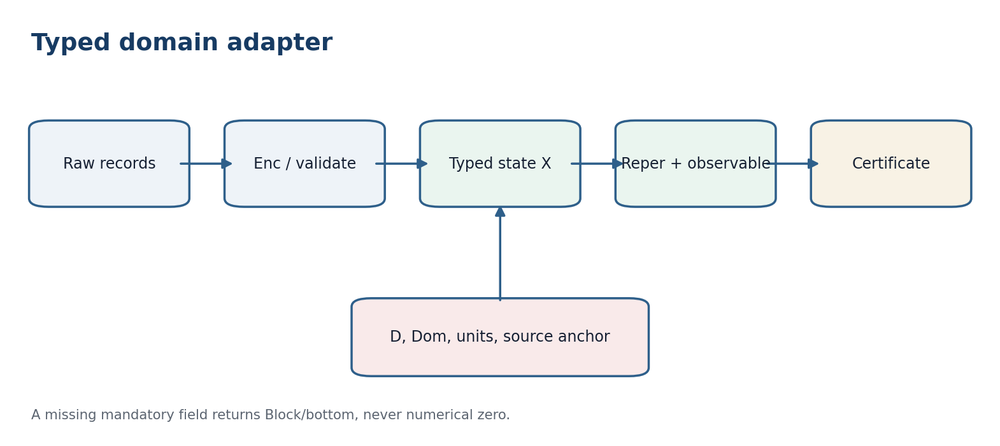 Typed domain adapter
Raw records
Enc / validate
Typed state X
Reper + observable
Certificate
D, Dom, units, source anchor
A missing mandatory field returns Block/bottom, never numerical zero.